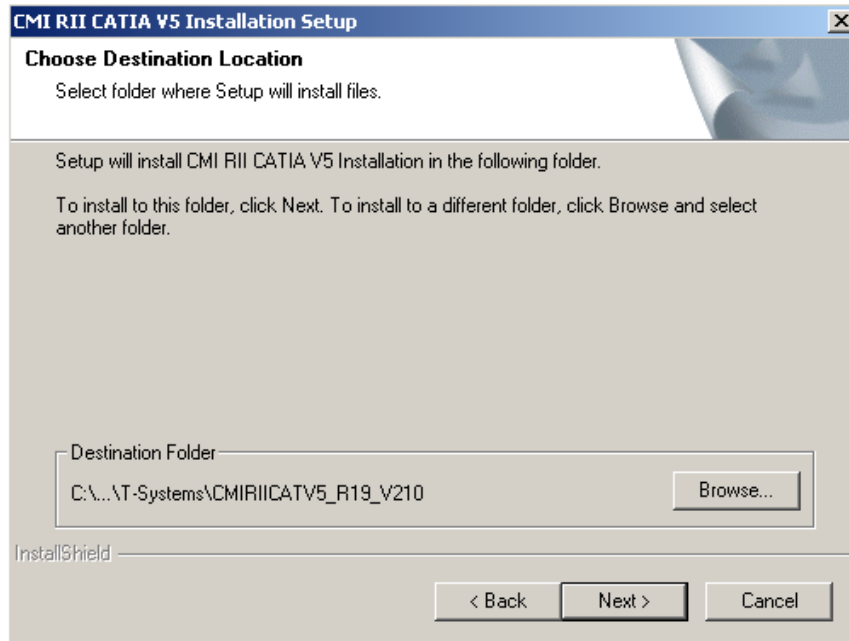 CMI RII CATIA V5 Installation Setup
Choose Destination Location
Select folder where Setup will install files.
Setup will install CMI RII CATIA V5 Installation in the following folder.
To install to this folder, click Next. To install to a different folder, click Browse and select
another folder.
Destination Folder
C:\...\T-Systems\CMIRIICATV5_R19_V210
Browse...
InstallShield
< Back
Next >
Cancel